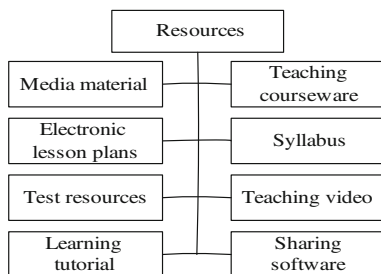 Resources
Media material
Teaching
courseware
Electronic
lesson plans
Syllabus
Test resources
Teaching video
Learning
tutorial
Sharing
software